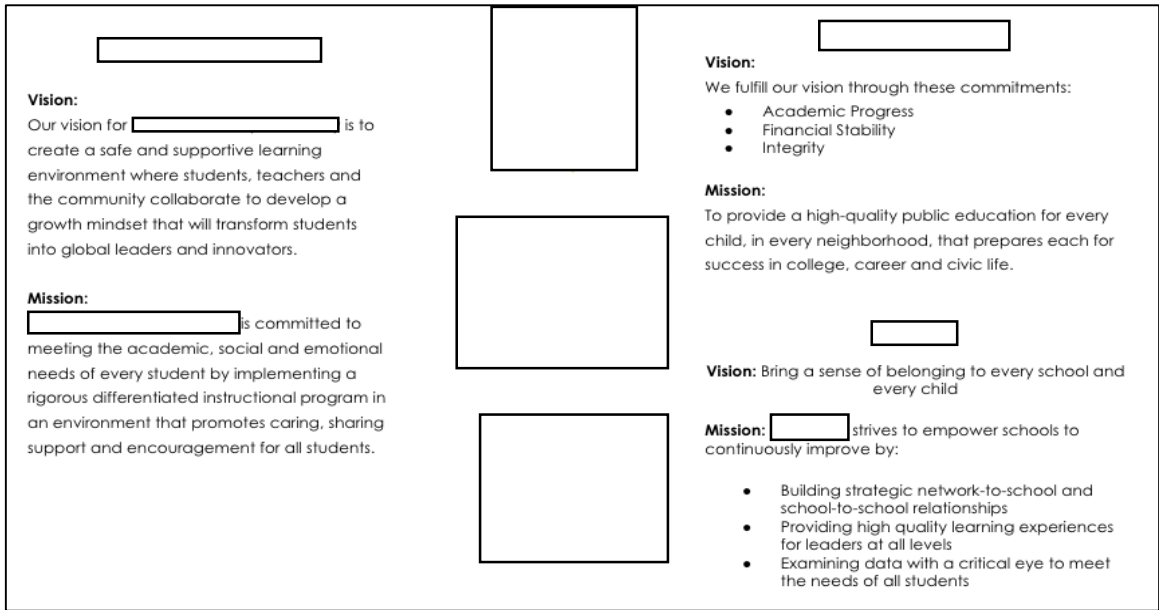 Vision:
Our vision for is to
create a safe and supportive learning
environment where students, teachers and
the community collaborate to develop a
growth mindset that will transform students
into global leaders and innovators.
Mission:
is committed to
meeting the academic, social and emotional
needs of every student by implementing a
rigorous differentiated instructional program in
an environment that promotes caring, sharing
support and encouragement for all students.
Vision:
We fulfill our vision through these commitments:
● Academic Progress
● Financial Stability
● Integrity
Mission:
To provide a high-quality public education for every
child, in every neighborhood, that prepares each for
success in college, career and civic life.
Vision: Bring a sense of belonging to every school and
every child
Mission: strives to empower schools to
continuously improve by:
● Building strategic network-to-school and
school-to-school relationships
● Providing high quality learning experiences
for leaders at all levels
● Examining data with a critical eye to meet
the needs of all students